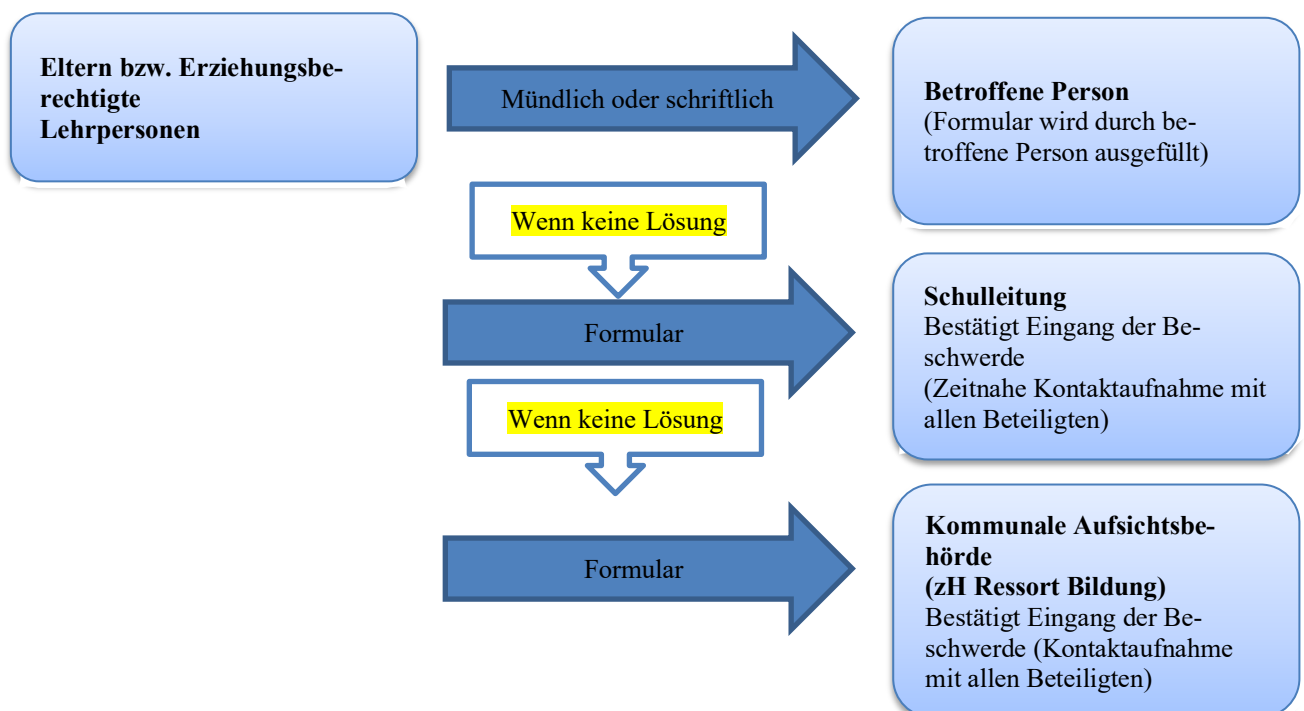 Eltern bzw. Erziehungsbe-
rechtigte
Lehrpersonen
Mündlich oder schriftlich
Betroffene Person
(Formular wird durch be-
troffene Person ausgefüllt)
Wenn keine Lösung
Formular
Schulleitung
Bestätigt Eingang der Be-
schwerde
(Zeitnahe Kontaktaufnahme mit
allen Beteiligten)
Wenn keine Lösung
Formular
Kommunale Aufsichtsbe-
hörde
(zH Ressort Bildung)
Bestätigt Eingang der Be-
schwerde (Kontaktaufnahme
mit allen Beteiligten)